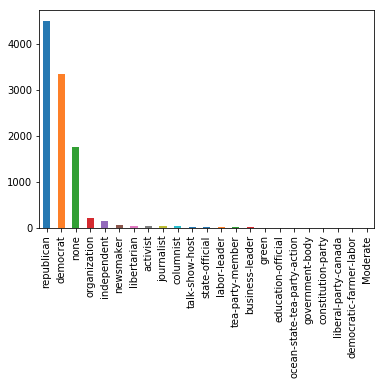 4000
3000
2000
1000
0
republican
democrat
none
organization
independent
newsmaker
libertarian
activist
journalist
columnist
talk-show-host
state-official
labor-leader
tea-party-member
business-leader
green
education-official
ocean-state-tea-party-action
government-body
constitution-party
liberal-party-canada
democratic-farmer-labor
Moderate